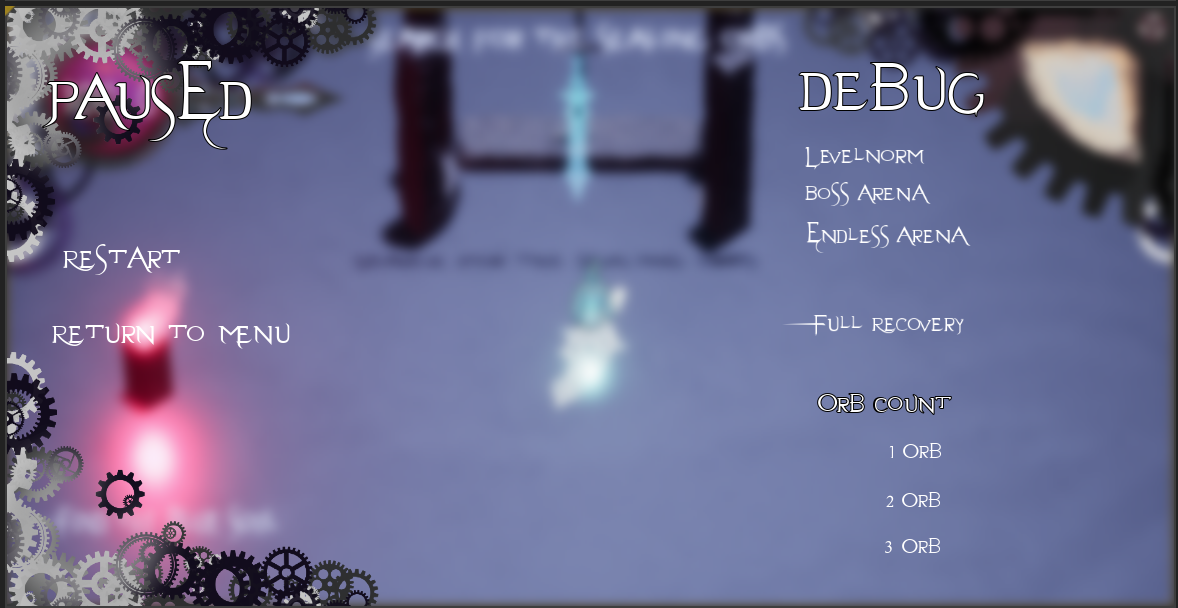 PAUSED
RESTART
RETURN TO MENU
DEBUG
LEVELNORM
BOSS ARENA
ENDLESS ARENA
FULL RECOVERY
ORB COUNT
1 ORB
2 ORB
3 ORB